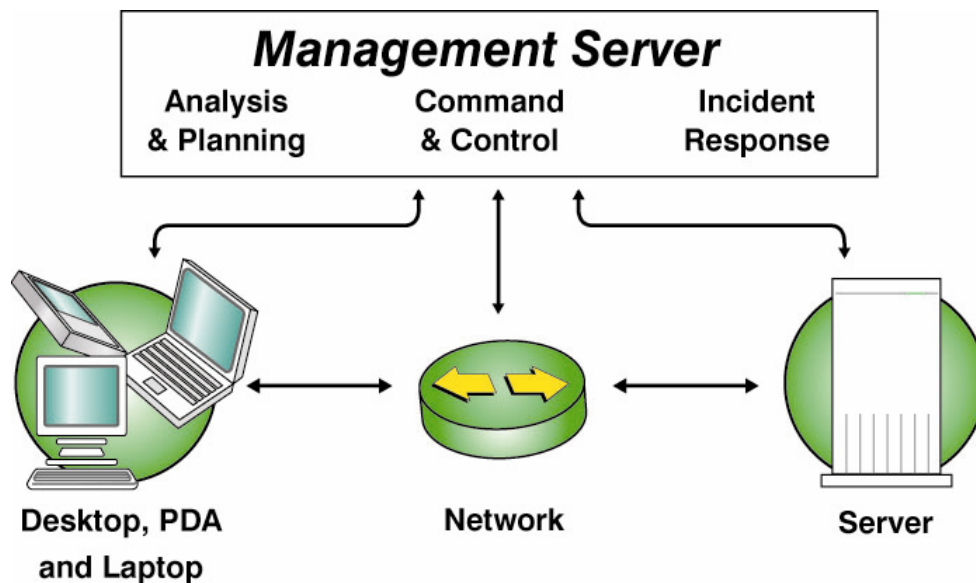 Management Server
Analysis
& Planning
Command
& Control
Incident
Response
Desktop, PDA
and Laptop
Network
Server